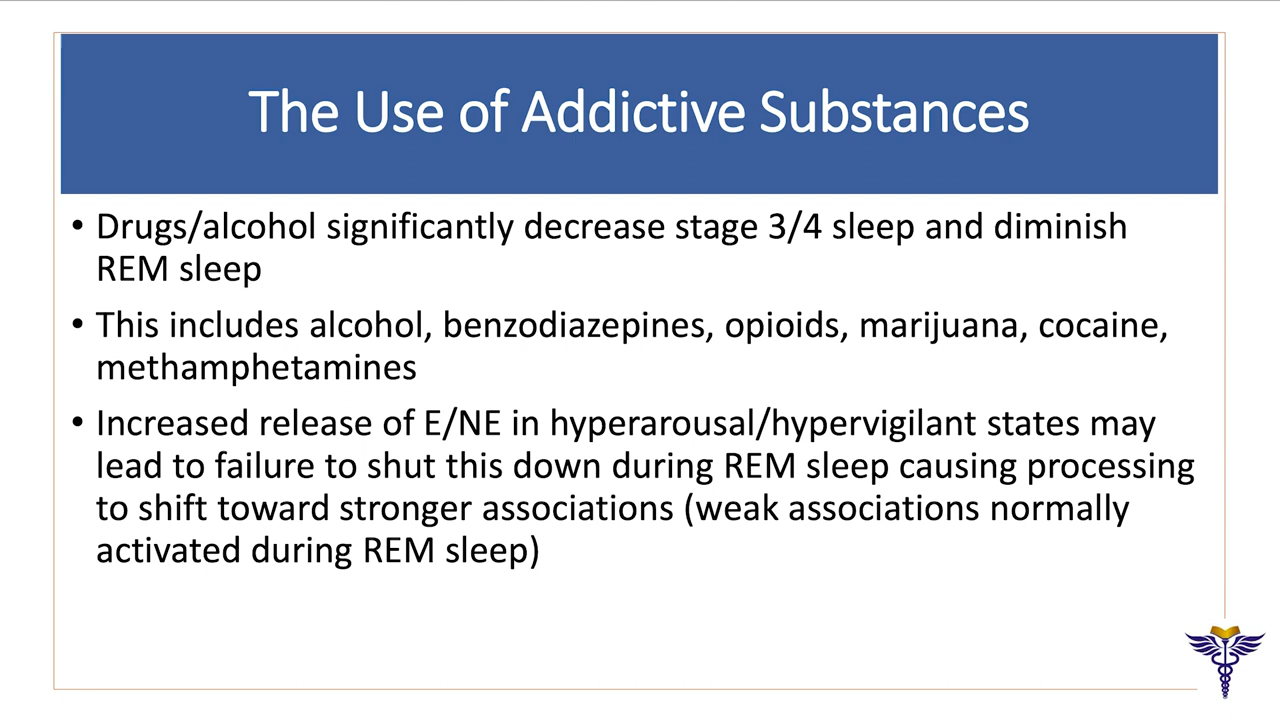 The Use of Addictive Substances
• Drugs/alcohol significantly decrease stage 3/4 sleep and diminish
REM sleep
• This includes alcohol, benzodiazepines, opioids, marijuana, cocaine,
methamphetamines
• Increased release of E/NE in hyperarousal/hypervigilant states may
lead to failure to shut this down during REM sleep causing processing
to shift toward stronger associations (weak associations normally
activated during REM sleep)